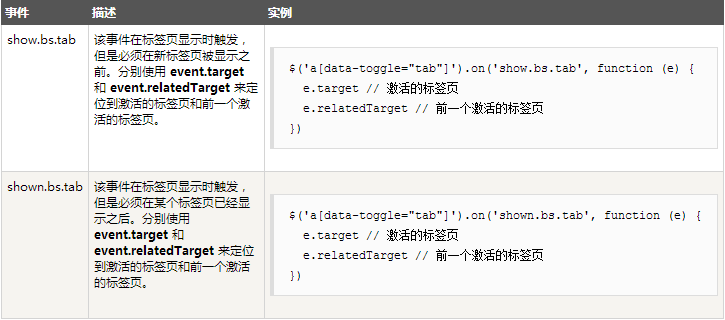 事件 描述 实例
show.bs.tab
该事件在标签页显示时触发,
但是必须在新标签页被显示之
前。分别使用 event.target
和 event.relatedTarget 来定
位到激活的标签页和前一个激
活的标签页。
$('a[data-toggle="tab"]').on('show.bs.tab', function (e) {
  e.target // 激活的标签页
  e.relatedTarget // 前一个激活的标签页
})
shown.bs.tab
该事件在标签页显示时触发,
但是必须在某个标签页已经显
示之后。分别使用
event.target 和
event.relatedTarget 来定位
到激活的标签页和前一个激活
的标签页。
$('a[data-toggle="tab"]').on('shown.bs.tab', function (e) {
  e.target // 激活的标签页
  e.relatedTarget // 前一个激活的标签页
})